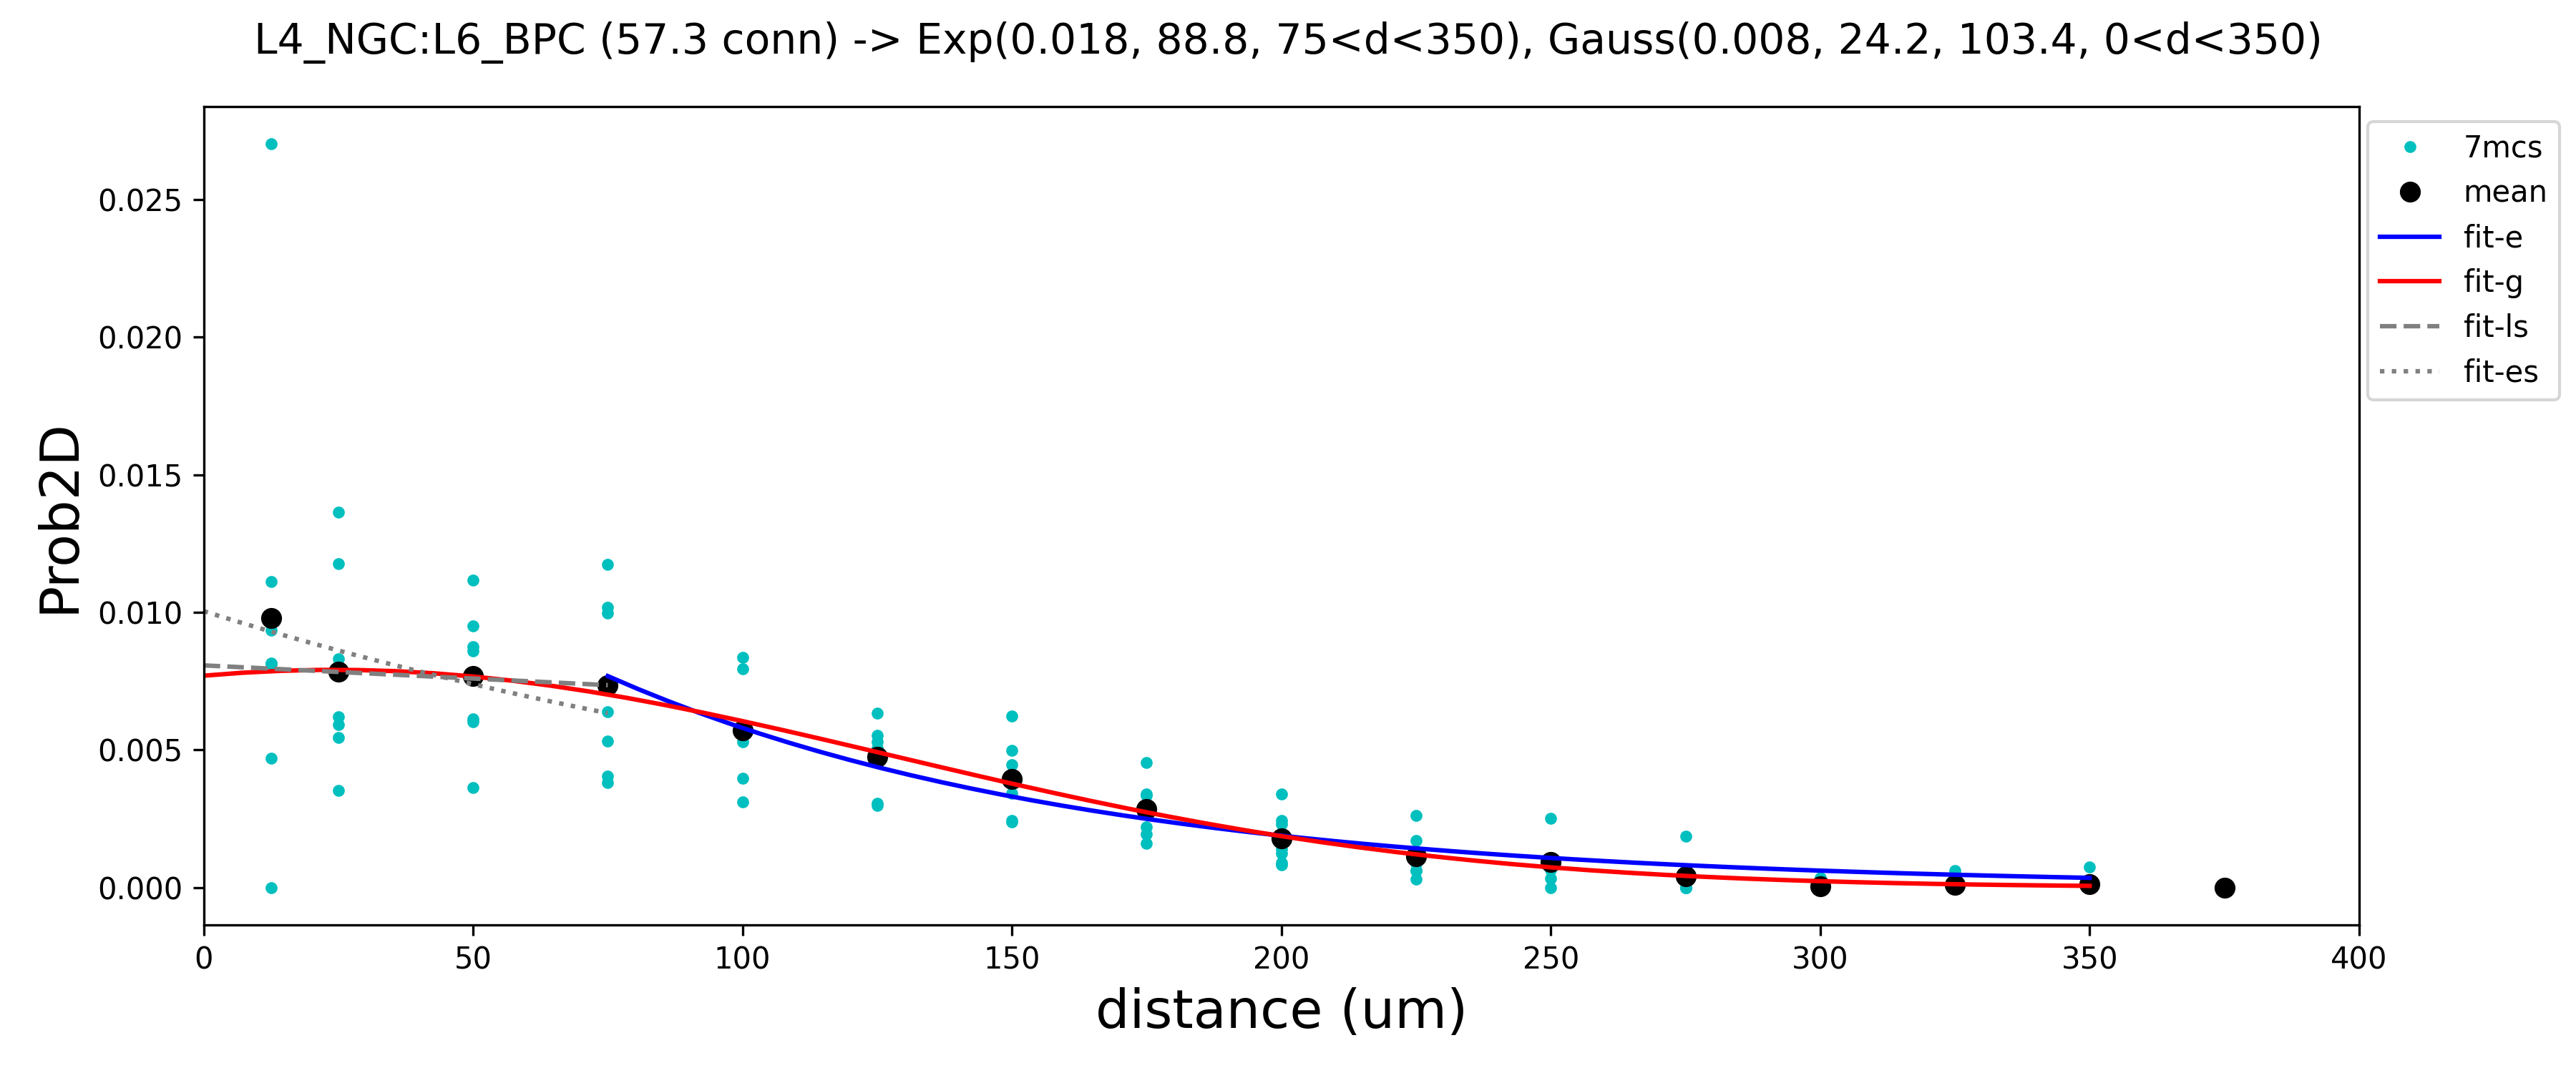 L4_NGC:L6_BPC (57.3 conn) -> Exp(0.018, 88.8, 75<d<350), Gauss(0.008, 24.2, 103.4, 0<d<350)
7mcs
mean
fit-e
fit-g
fit-ls
fit-es
Prob2D
0.025
0.020
0.015
0.010
0.005
0.000
0 50 100 150 200 250 300 350 400
distance (um)